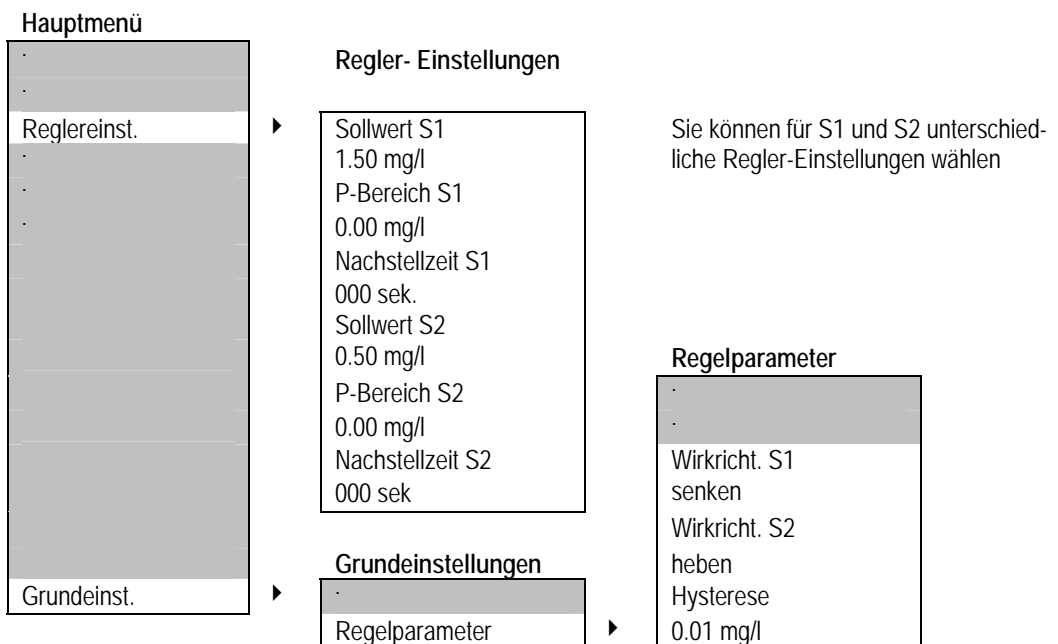 Hauptmenü
Reglereinst.
Grundeinst.
Regler- Einstellungen
Sollwert S1
1.50 mg/l
P-Bereich S1
0.00 mg/l
Nachstellzeit S1
000 sek.
Sollwert S2
0.50 mg/l
P-Bereich S2
0.00 mg/l
Nachstellzeit S2
000 sek
Sie können für S1 und S2 unterschied-
liche Regler-Einstellungen wählen
Grundeinstellungen
Regelparameter
Regelparameter
Wirkricht. S1
senken
Wirkricht. S2
heben
Hysterese
0.01 mg/l